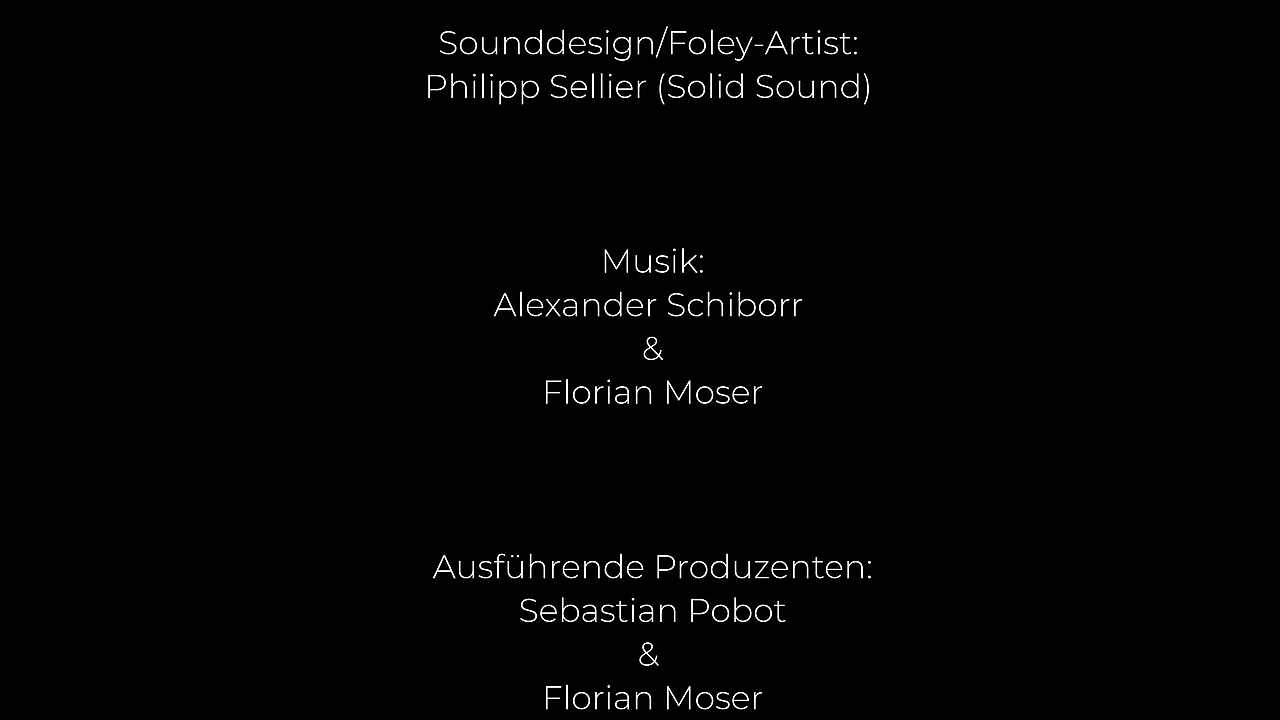 Sounddesign/Foley-Artist:
Philipp Sellier (Solid Sound)
Musik:
Alexander Schiborr
&
Florian Moser
Ausführende Produzenten:
Sebastian Pobot
&
Florian Moser